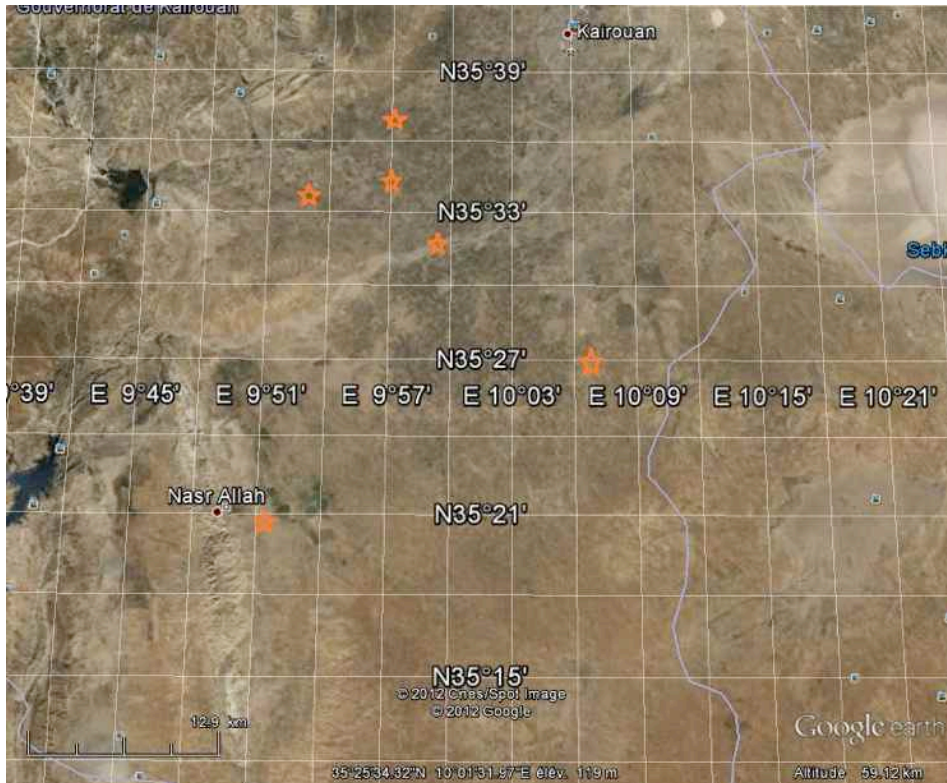 Gouvernorat de Kairouan
Kairouan
N35°39'
N35°33'
N35°27'
E 9°45' E 9°51' E 9°57' E 10°03' E 10°09' E 10°15' E 10°21'
Nasr Allah
N35°21'
N35°15'
© 2012 Cnes/Spot Image
© 2012 Google
12.9 km
Google earth
35°25'34.32"N 10°01'31.97"E élév. 119 m
Altitude 59.12 km